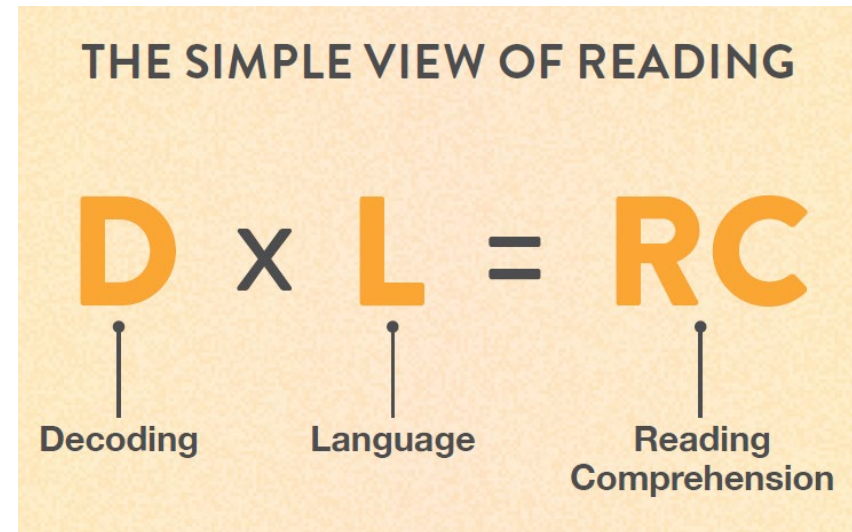 THE SIMPLE VIEW OF READING
D x L = RC
Decoding Language Reading
Comprehension